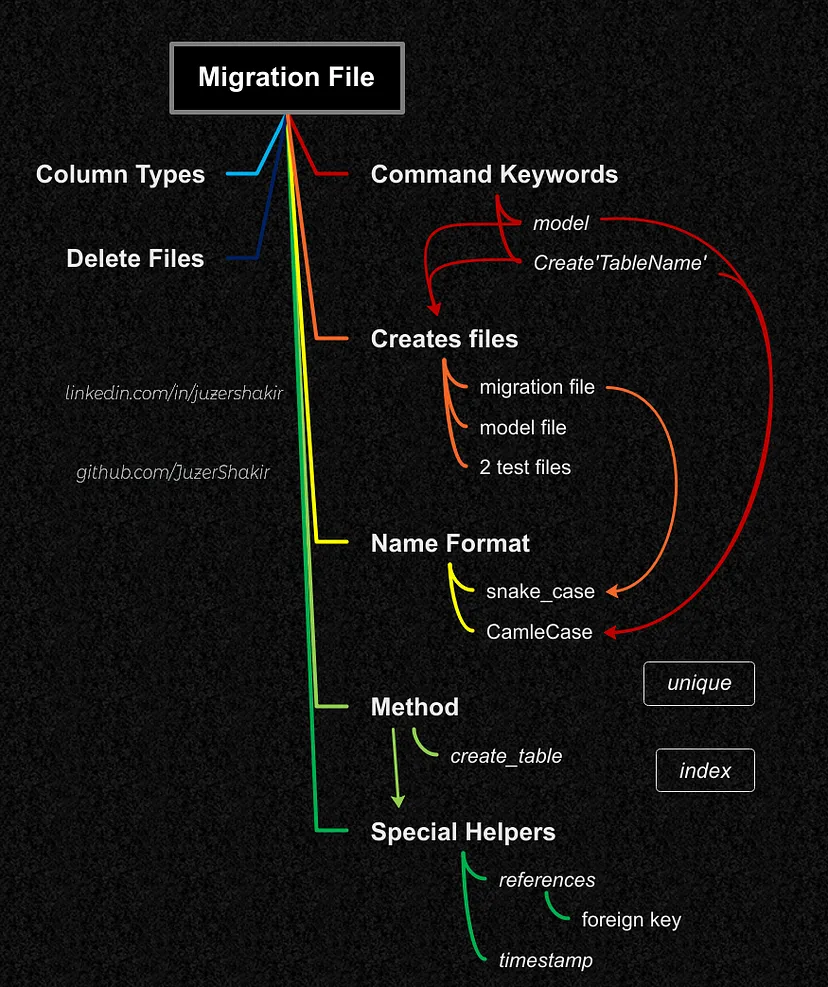 Migration File
Column Types
Delete Files
linkedin.com/in/juzershakir
github.com/JuzerShakir
Command Keywords
model
Create'TableName'
Creates files
migration file
model file
2 test files
Name Format
snake_case
CamleCase
unique
index
Method
create_table
Special Helpers
references
foreign key
timestamp